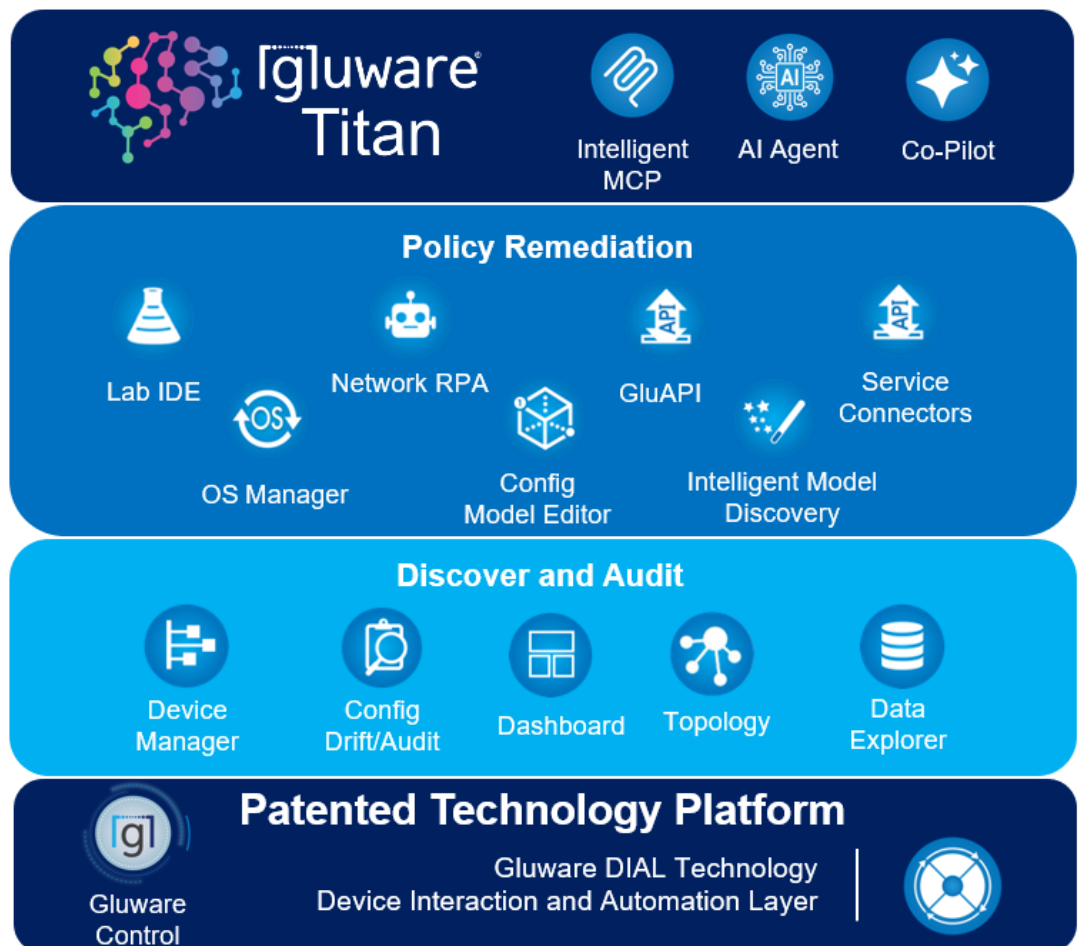 gluware®
Titan
Intelligent
MCP
AI
AI Agent
Co-Pilot
Policy Remediation
Lab IDE
Network RPA
API
GluAPI
API
Service
Connectors
OS
OS Manager
Config
Model Editor
Intelligent Model
Discovery
Discover and Audit
Device
Manager
Config
Drift/Audit
Dashboard
Topology
Data
Explorer
Patented Technology Platform
g
Gluware
Control
Gluware DIAL Technology
Device Interaction and Automation Layer